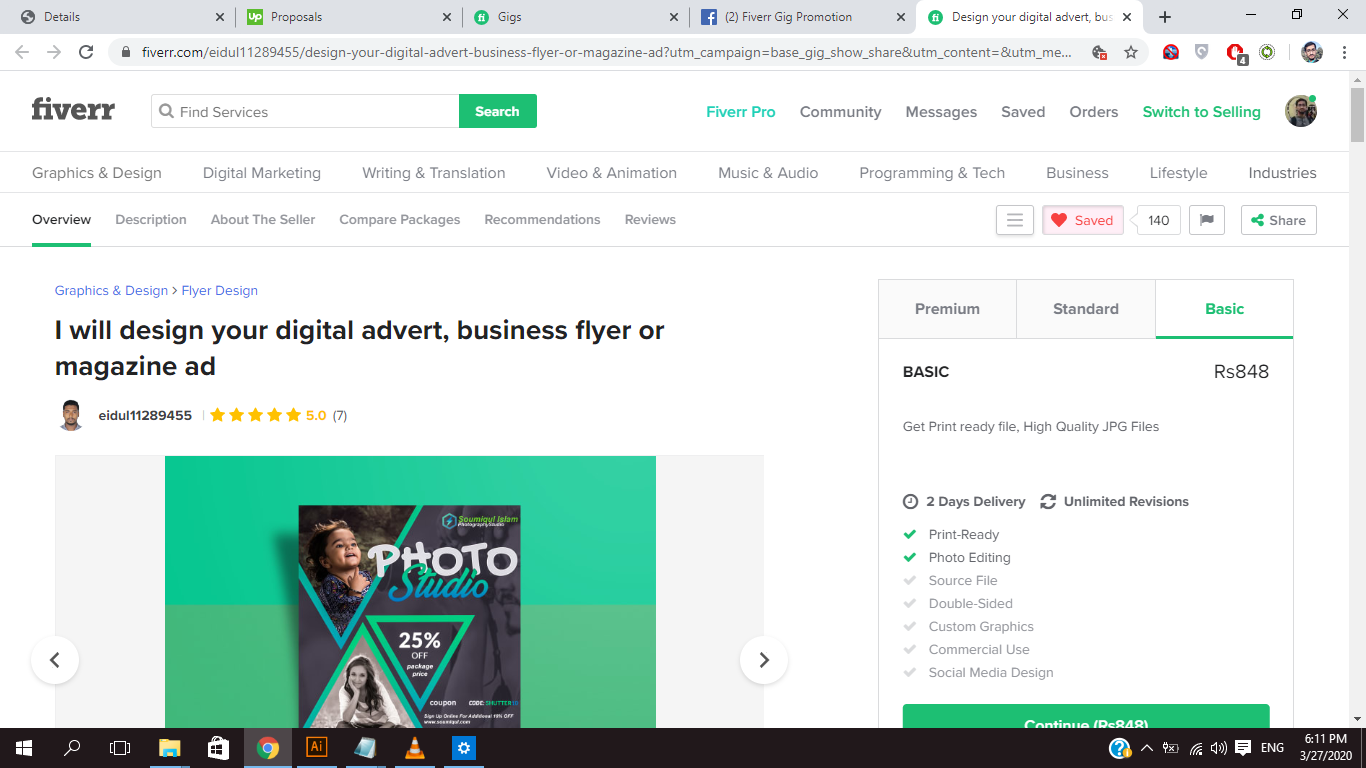 Details
Proposals
Gigs
(2) Fiverr Gig Promotion
Design your digital advert, bus
fiverr.com/eidul11289455/design-your-digital-advert-business-flyer-or-magazine-ad?utm_campaign=base_gig_show_share&utm_content=&utm_me...
4
fiverr
Find Services
Search
Fiverr Pro
Community
Messages
Saved
Orders
Switch to Selling
Graphics & Design
Digital Marketing
Writing & Translation
Video & Animation
Music & Audio
Programming & Tech
Business
Lifestyle
Industries
Overview
Description
About The Seller
Compare Packages
Recommendations
Reviews
Saved
140
Share
Graphics & Design > Flyer Design
I will design your digital advert, business flyer or
magazine ad
eidul11289455
5.0 (7)
Soumiqul Islam
PhotographyStudio
PHOTO
Studio
25%
OFF
package
price
coupon CODE:SHUTTER10
Sign Up Online For Additional 10% OFF
www.soumiqul.com
Premium
Standard
Basic
BASIC
Rs848
Get Print ready file, High Quality JPG Files
2 Days Delivery
Unlimited Revisions
Print-Ready
Photo Editing
Source File
Double-Sided
Custom Graphics
Commercial Use
Social Media Design
Continue (Rs848)
Ai
ENG
6:11 PM
3/27/2020